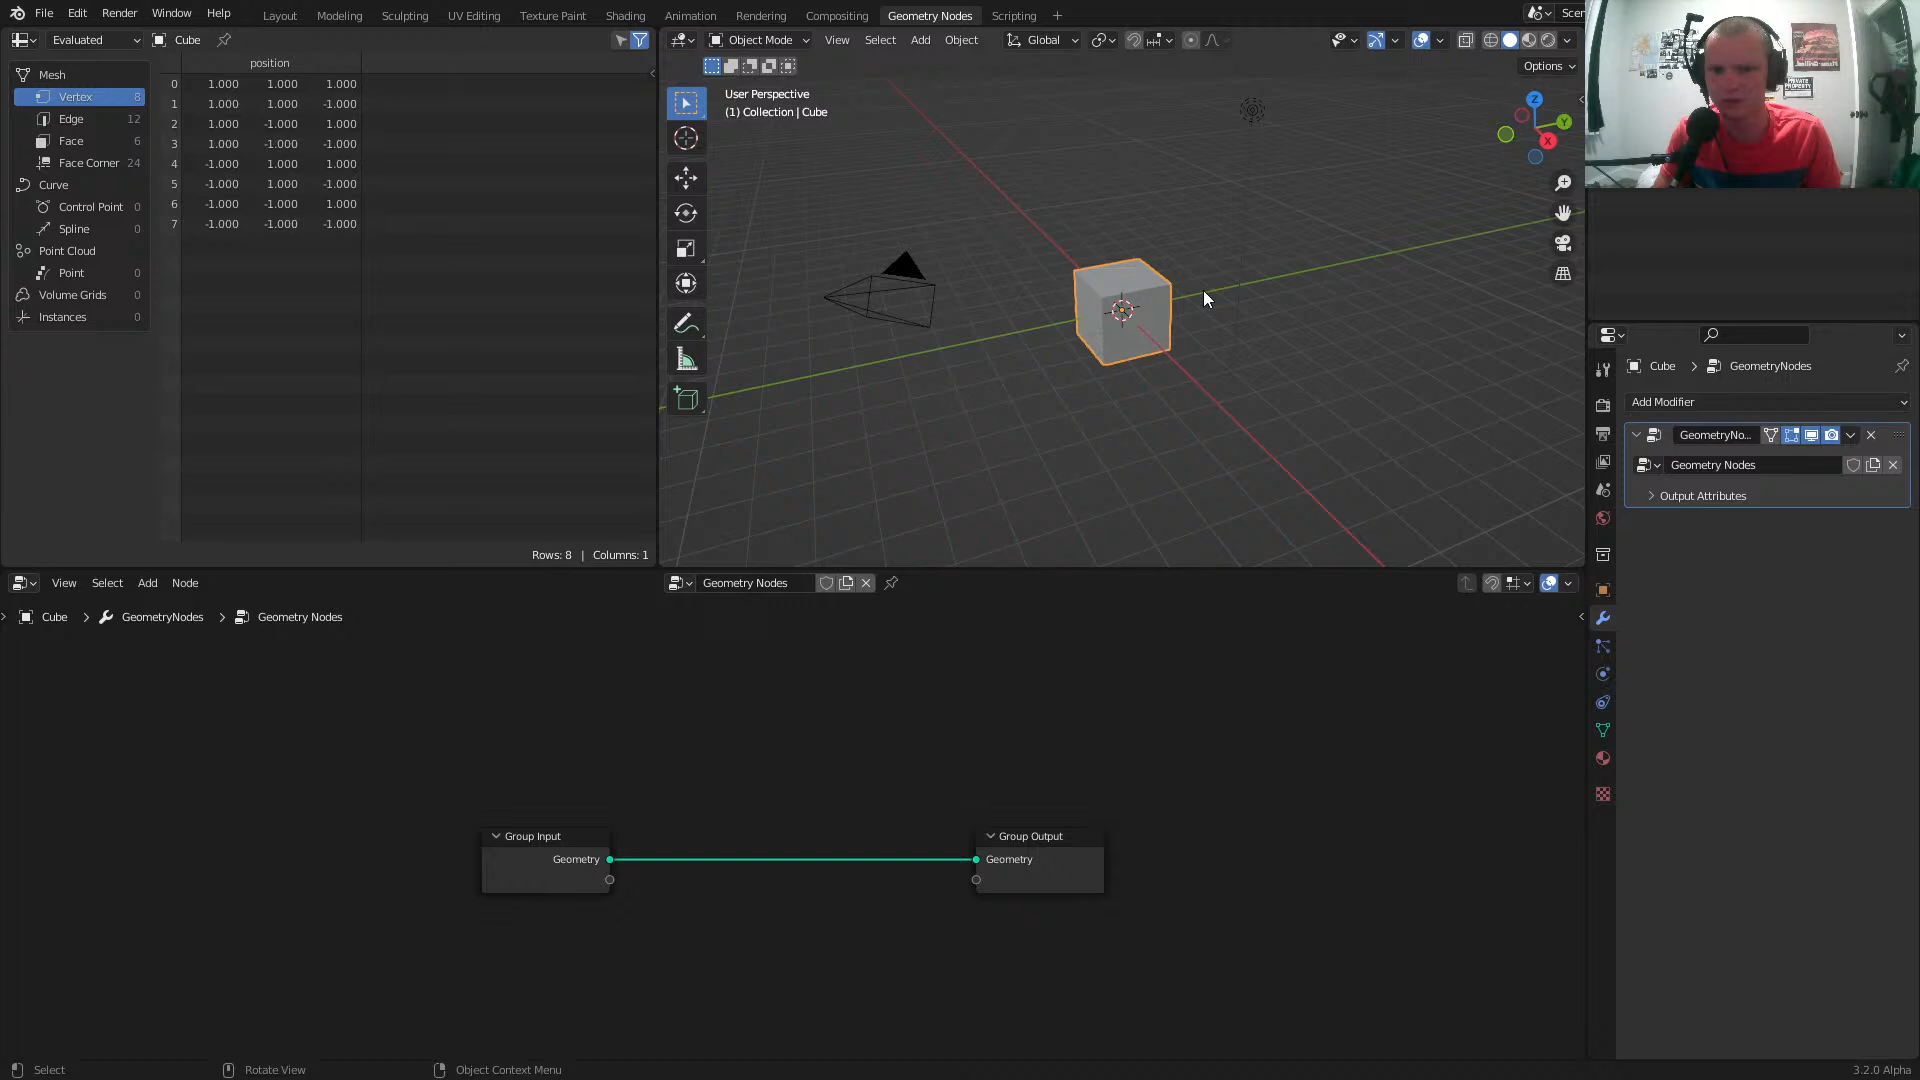 File Edit Render Window Help Layout Modeling Sculpting UV Editing Texture Paint Shading Animation Rendering Compositing Geometry Nodes Scripting + Scer
Evaluated Cube
Object Mode View Select Add Object Global
Options
position
Mesh
Vertex 8
Edge 12
Face 6
Face Corner 24
Curve
Control Point 0
Spline 0
Point Cloud
Point 0
Volume Grids 0
Instances 0
0 1.000 1.000 1.000
1 1.000 1.000 -1.000
2 1.000 -1.000 1.000
3 1.000 -1.000 -1.000
4 -1.000 1.000 1.000
5 -1.000 1.000 -1.000
6 -1.000 -1.000 1.000
7 -1.000 -1.000 -1.000
Rows: 8 | Columns: 1
User Perspective
(1) Collection | Cube
Z
Y
X
PRIVATE
PROPERTY
Cube > GeometryNodes
Add Modifier
GeometryNo...
Geometry Nodes
Output Attributes
View Select Add Node Geometry Nodes
Cube > GeometryNodes > Geometry Nodes
Group Input
Geometry
Group Output
Geometry
Select Rotate View Object Context Menu 3.2.0 Alpha